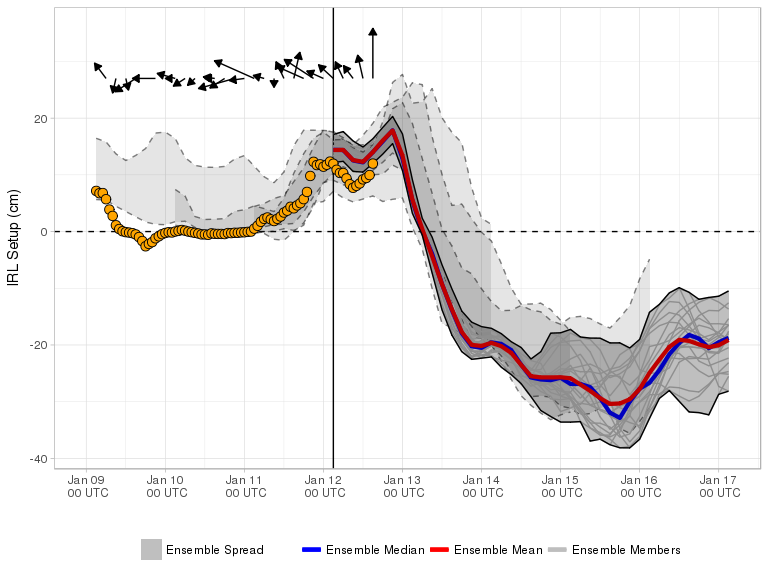 IRL Setup (cm)
20
0
-20
-40
Jan 09 Jan 10 Jan 11 Jan 12 Jan 13 Jan 14 Jan 15 Jan 16 Jan 17
00 UTC 00 UTC 00 UTC 00 UTC 00 UTC 00 UTC 00 UTC 00 UTC 00 UTC
Ensemble Spread Ensemble Median Ensemble Mean Ensemble Members